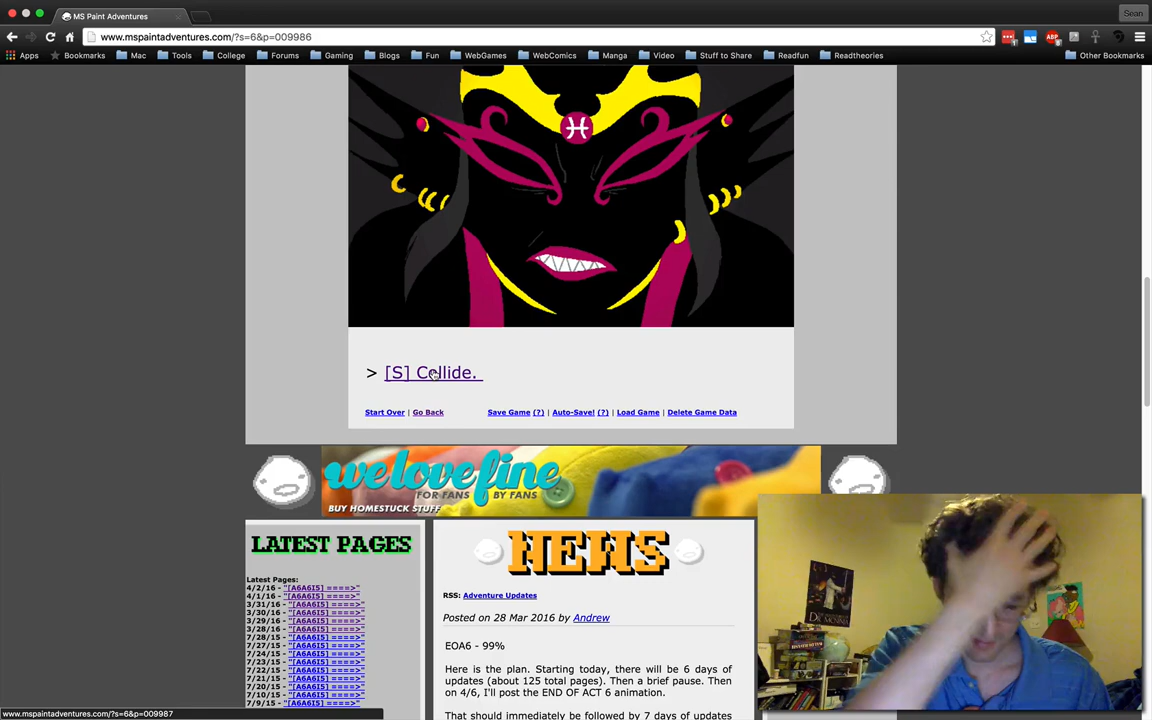 MS Paint Adventures
Sean
www.mspaintadventures.com/?s=6&p=009986
Apps Bookmarks Mac Tools College Forums Gaming Blogs Fun WebGames WebComics Manga Video Stuff to Share Readfun Readtheories Other Bookmarks
> [S] Collide.
Start Over | Go Back Save Game (?) | Auto-Save! (?) | Load Game | Delete Game Data
welovefine
FOR FANS BY FANS
BUY HOMESTUCK STUFF
LATEST PAGES
Latest Pages:
4/2/16 - "[A6A6I5] ====>"
4/1/16 - "[A6A6I5] ====>"
3/31/16 - "[A6A6I5] ====>"
3/30/16 - "[A6A6I5] ====>"
3/29/16 - "[A6A6I5] ====>"
3/28/16 - "[A6A6I5] ====>"
7/28/15 - "[A6A6I5] ====>"
7/27/15 - "[A6A6I5] ====>"
7/24/15 - "[A6A6I5] ====>"
7/23/15 - "[A6A6I5] ====>"
7/22/15 - "[A6A6I5] ====>"
7/21/15 - "[A6A6I5] ====>"
7/20/15 - "[A6A6I5] ====>"
7/10/15 - "[A6A6I5] ====>"
7/9/15 - "[A6A6I5] ====>"
NEWS
RSS: Adventure Updates
Posted on 28 Mar 2016 by Andrew
EOA6 - 99%
Here is the plan. Starting today, there will be 6 days of
updates (about 125 total pages). Then a brief pause. Then
on 4/6, I'll post the END OF ACT 6 animation.
That should immediately be followed by 7 days of updates
www.mspaintadventures.com/?s=6&p=009987